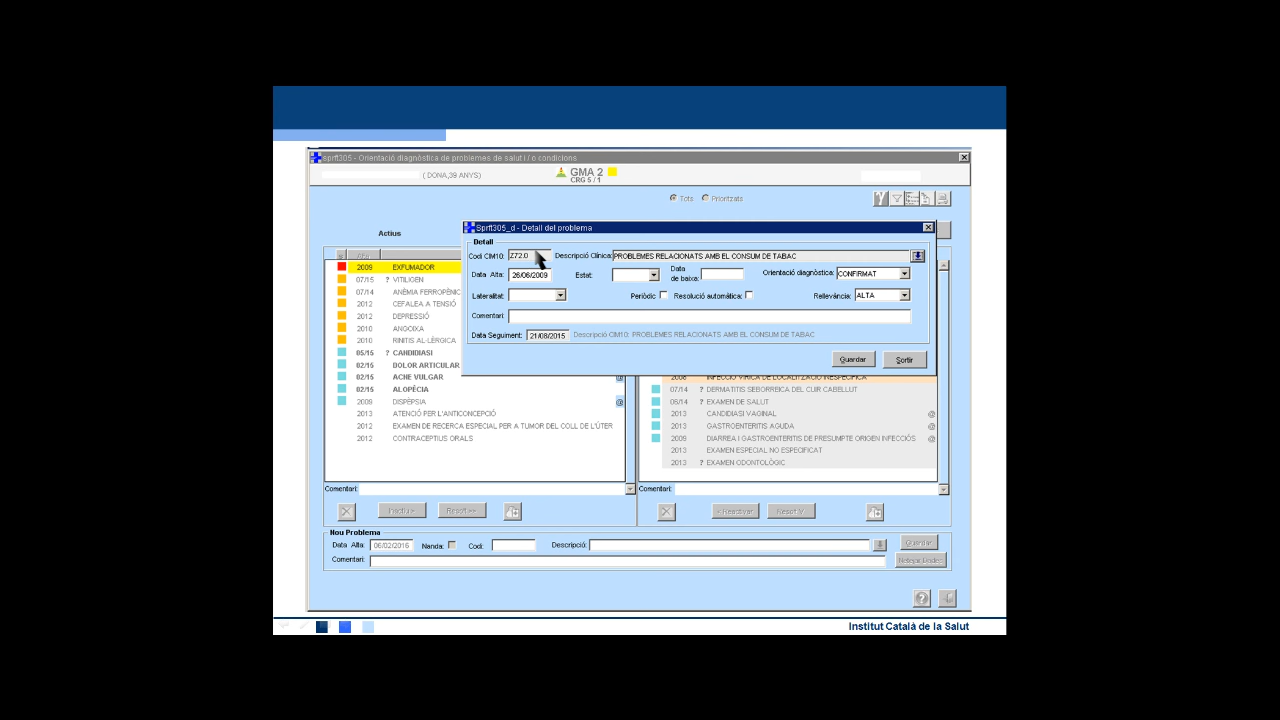 sprft305 - Orientació diagnòstica de problemes de salut i / o condicions
( DONA,39 ANYS)
GMA 2
CRG 5 / 1
Tots
Prioritzats
Actius
Sprft305_d - Detall del problema
Detall
Codi CIM10: Z72.0 Descripció Clínica: PROBLEMES RELACIONATS AMB EL CONSUM DE TABAC
Data Alta: 26/06/2009 Estat: Data de baixa: Orientació diagnòstica: CONFIRMAT
Lateralitat: Periòdic: Resolució automàtica: Rellevància: ALTA
Comentari:
Data Seguiment: 21/08/2015 Descripció CIM10: PROBLEMES RELACIONATS AMB EL CONSUM DE TABAC
Guardar Sortir
Alta
2009 EXFUMADOR
07/15 ? VITILIGEN
07/14 ANÈMIA FERROPÈNIC
2012 CEFALEA A TENSIÓ
2012 DEPRESSIÓ
2010 ANGOIXA
2010 RINITIS AL·LÈRGICA
05/15 ? CANDIDIASI
02/15 DOLOR ARTICULAR
02/15 ACNE VULGAR
02/15 ALOPÈCIA
2009 DISPÈPSIA @
2013 ATENCIÓ PER L'ANTICONCEPCIÓ
2012 EXAMEN DE RECERCA ESPECIAL PER A TUMOR DEL COLL DE L'ÚTER
2012 CONTRACEPTIUS ORALS
2008 INFECCIÓ VÍRICA DE LOCALITZACIÓ INESPECÍFICA
07/14 ? DERMATITIS SEBORREICA DEL CUIR CABELLUT
06/14 ? EXAMEN DE SALUT
2013 CANDIDIASI VAGINAL @
2013 GASTROENTERITIS AGUDA @
2009 DIARREA I GASTROENTERITIS DE PRESUMPTE ORIGEN INFECCIÓS @
2013 EXAMEN ESPECIAL NO ESPECIFICAT
2013 ? EXAMEN ODONTOLÒGIC
Comentari:
Comentari:
Inactiu > Resolt >>
< Reactivar Resolt \/
Nou Problema
Data Alta: 06/02/2016 Nanda: Codi: Descripció: Guardar
Comentari: Netejar Dades
Institut Català de la Salut